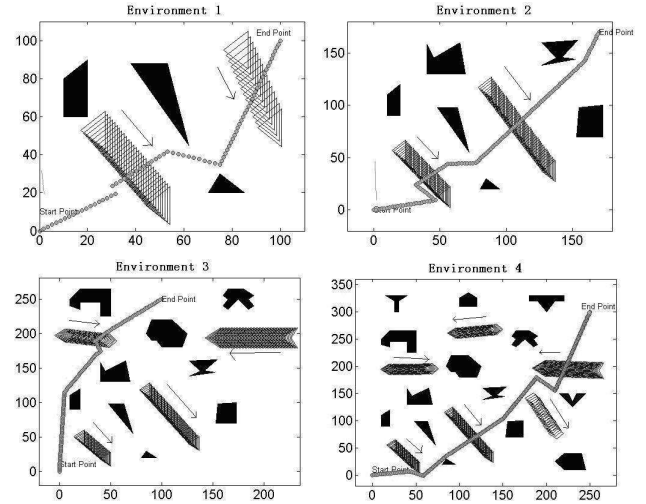 Environment 1
End Point
100
80
60
40
20
0
Start Point
0 20 40 60 80 100
Environment 2
End Point
150
100
50
0
Start Point
0 50 100 150
Environment 3
End Point
250
200
150
100
50
0
Start Point
0 50 100 150 200
Environment 4
End Point
350
300
250
200
150
100
50
0
Start Point
0 50 100 150 200 250